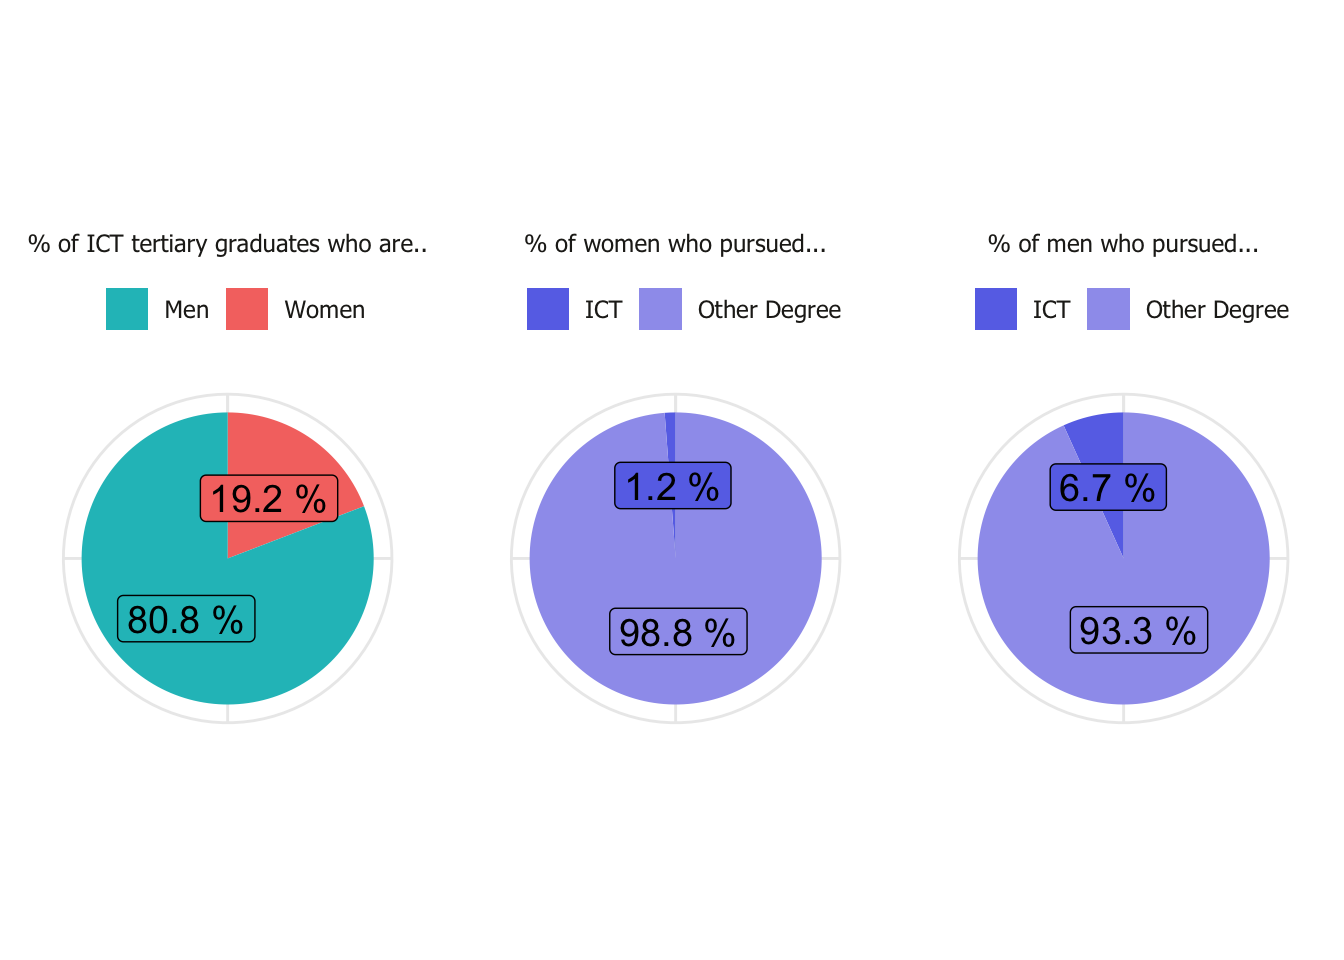 % of ICT tertiary graduates who are..
Men Women
19.2 %
80.8 %
% of women who pursued...
ICT Other Degree
1.2 %
98.8 %
% of men who pursued...
ICT Other Degree
6.7 %
93.3 %